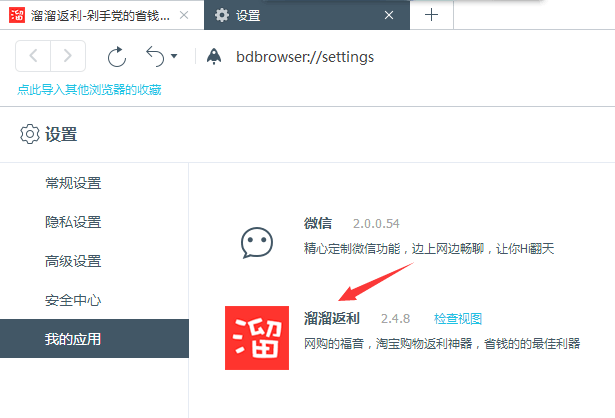 溜溜返利-剁手党的省钱...
设置
bdbrowser://settings
点此导入其他浏览器的收藏
设置
常规设置
隐私设置
高级设置
安全中心
我的应用
微信 2.0.0.54
精心定制微信功能，边上网边畅聊，让你Hi翻天
溜 溜溜返利 2.4.8 检查视图
网购的福音，淘宝购物返利神器，省钱的的最佳利器